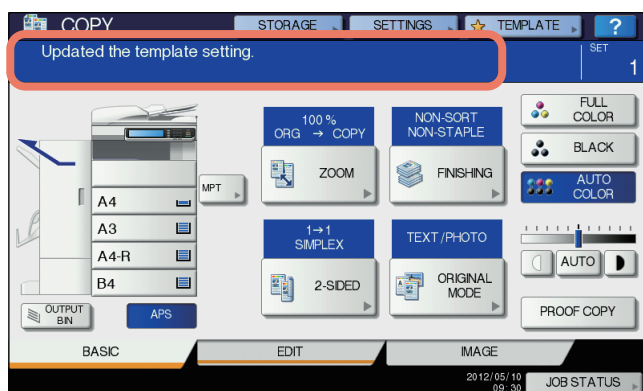 COPY
STORAGE
SETTINGS
TEMPLATE
?
Updated the template setting.
SET
1
100 %
ORG → COPY
NON-SORT
NON-STAPLE
FULL
COLOR
ZOOM
FINISHING
BLACK
AUTO
COLOR
MPT
A4
A3
A4-R
B4
1→1
SIMPLEX
TEXT/PHOTO
2-SIDED
ORIGINAL
MODE
AUTO
OUTPUT
BIN
APS
PROOF COPY
BASIC
EDIT
IMAGE
2012/05/10
09:30
JOB STATUS